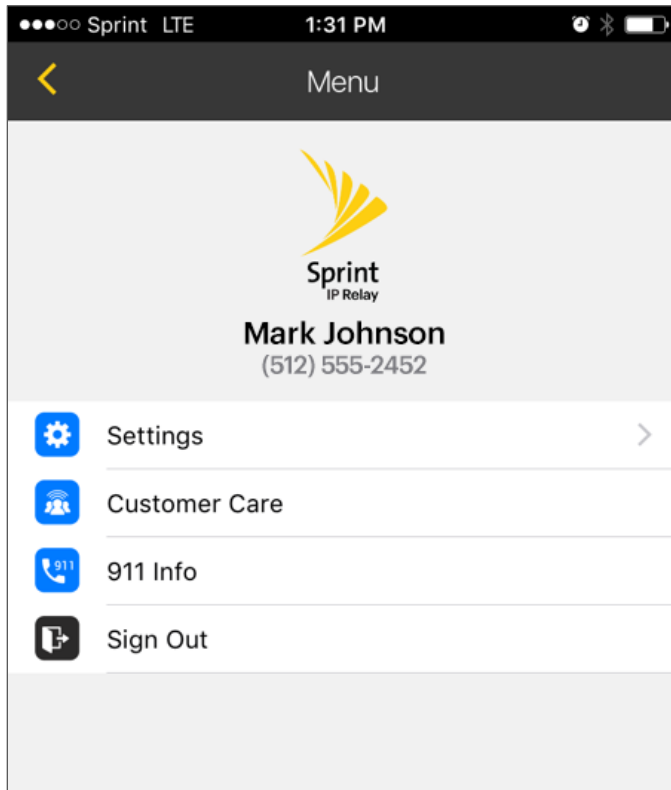 Sprint LTE 1:31 PM
Menu
Sprint
IP Relay
Mark Johnson
(512) 555-2452
Settings
Customer Care
911
911 Info
Sign Out